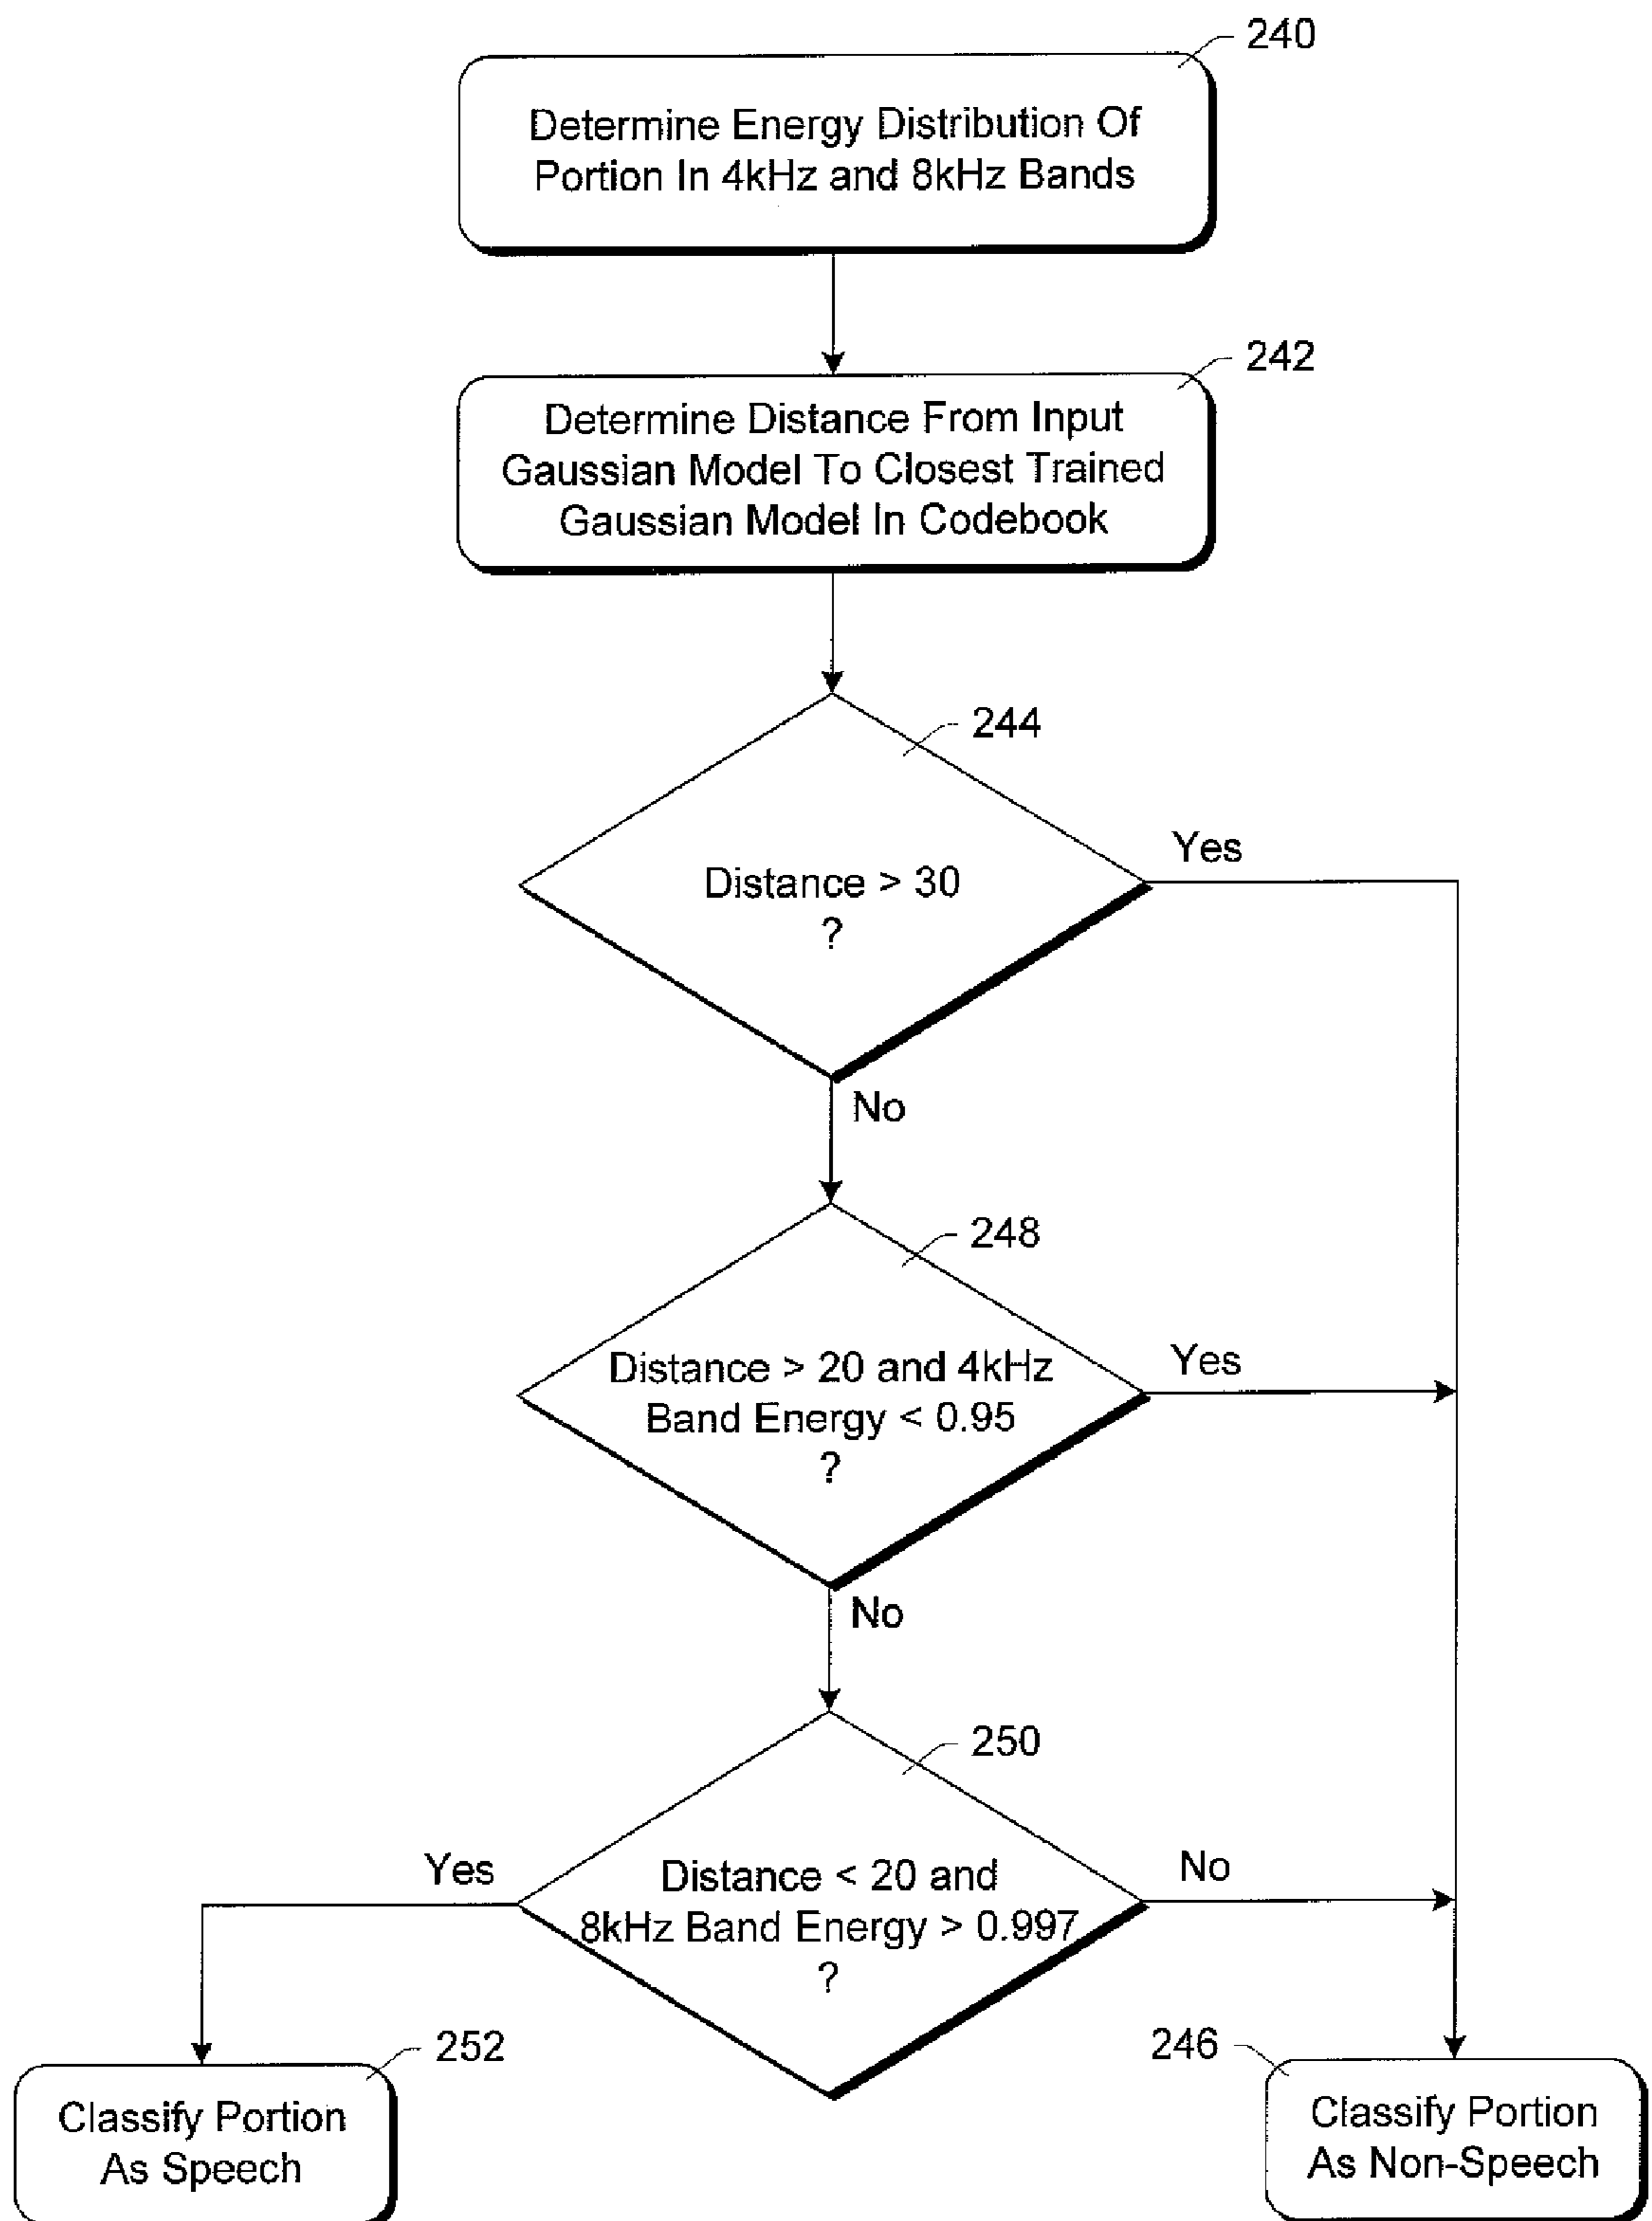 240
Determine Energy Distribution Of
Portion In 4kHz and 8kHz Bands
242
Determine Distance From Input
Gaussian Model To Closest Trained
Gaussian Model In Codebook
244
Distance > 30
?
Yes
No
248
Distance > 20 and 4kHz
Band Energy < 0.95
?
Yes
No
250
Distance < 20 and
8kHz Band Energy > 0.997
?
Yes
No
252
Classify Portion
As Speech
246
Classify Portion
As Non-Speech